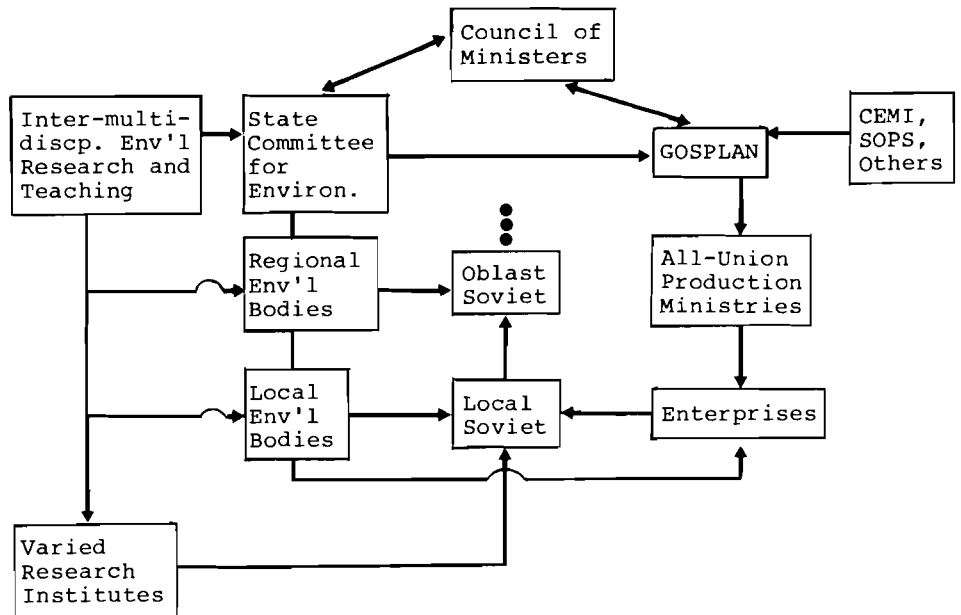 Council of
Ministers
Inter-multi-
discp. Env'l
Research and
Teaching
State
Committee
for
Environ.
GOSPLAN
CEMI,
SOPS,
Others
Regional
Env'l
Bodies
Oblast
Soviet
All-Union
Production
Ministries
Local
Env'l
Bodies
Local
Soviet
Enterprises
Varied
Research
Institutes